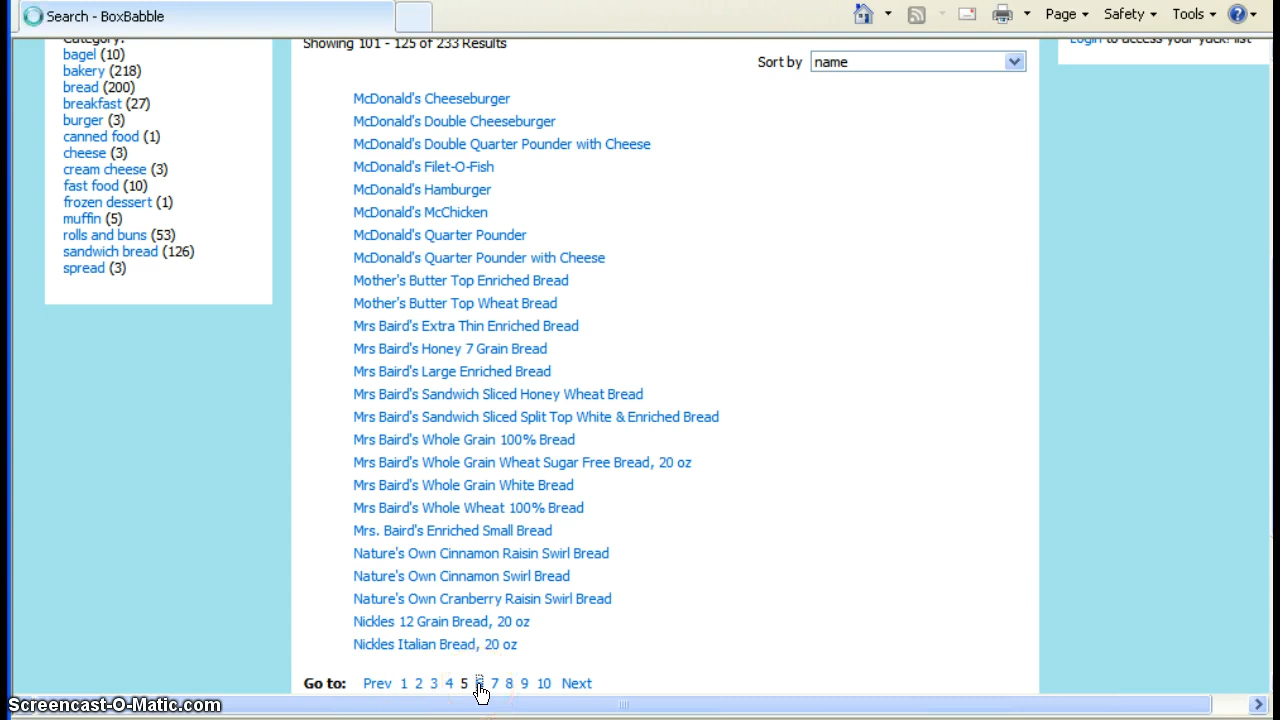 Search - BoxBabble
Page
Safety
Tools
Category:
bagel (10)
bakery (218)
bread (200)
breakfast (27)
burger (3)
canned food (1)
cheese (3)
cream cheese (3)
fast food (10)
frozen dessert (1)
muffin (5)
rolls and buns (53)
sandwich bread (126)
spread (3)
Showing 101 - 125 of 233 Results
Sort by name
McDonald's Cheeseburger
McDonald's Double Cheeseburger
McDonald's Double Quarter Pounder with Cheese
McDonald's Filet-O-Fish
McDonald's Hamburger
McDonald's McChicken
McDonald's Quarter Pounder
McDonald's Quarter Pounder with Cheese
Mother's Butter Top Enriched Bread
Mother's Butter Top Wheat Bread
Mrs Baird's Extra Thin Enriched Bread
Mrs Baird's Honey 7 Grain Bread
Mrs Baird's Large Enriched Bread
Mrs Baird's Sandwich Sliced Honey Wheat Bread
Mrs Baird's Sandwich Sliced Split Top White & Enriched Bread
Mrs Baird's Whole Grain 100% Bread
Mrs Baird's Whole Grain Wheat Sugar Free Bread, 20 oz
Mrs Baird's Whole Grain White Bread
Mrs Baird's Whole Wheat 100% Bread
Mrs. Baird's Enriched Small Bread
Nature's Own Cinnamon Raisin Swirl Bread
Nature's Own Cinnamon Swirl Bread
Nature's Own Cranberry Raisin Swirl Bread
Nickles 12 Grain Bread, 20 oz
Nickles Italian Bread, 20 oz
Go to: Prev 1 2 3 4 5 6 7 8 9 10 Next
Login to access your yuck! list
Screencast-O-Matic.com